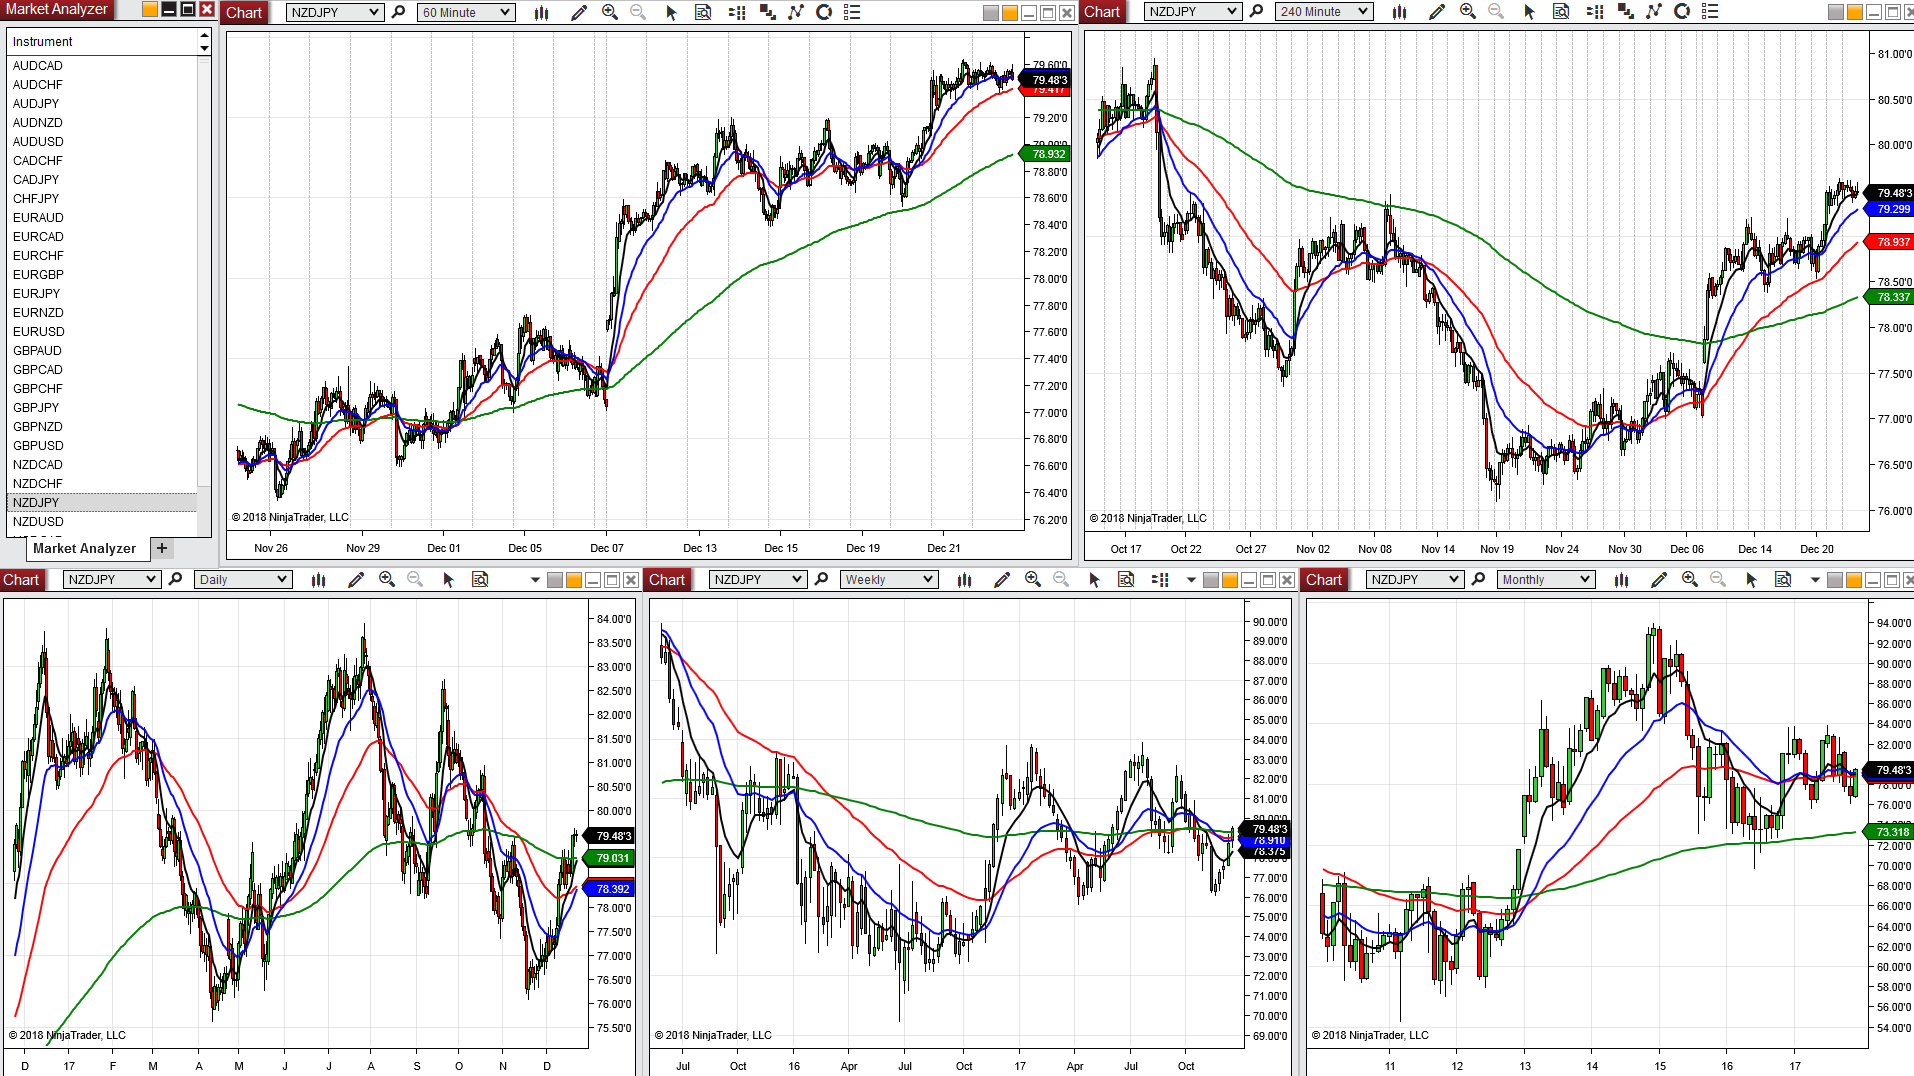 Market Analyzer
Instrument
AUDCAD
AUDCHF
AUDJPY
AUDNZD
AUDUSD
CADCHF
CADJPY
CHFJPY
EURAUD
EURCAD
EURCHF
EURGBP
EURJPY
EURNZD
EURUSD
GBPAUD
GBPCAD
GBPCHF
GBPJPY
GBPNZD
GBPUSD
NZDCAD
NZDCHF
NZDJPY
NZDUSD
Market Analyzer +
Chart NZDJPY 60 Minute
79.60'0
79.48'3
79.417
79.20'0
78.932
78.80'0
78.60'0
78.40'0
78.20'0
78.00'0
77.80'0
77.60'0
77.40'0
77.20'0
77.00'0
76.80'0
76.60'0
76.40'0
76.20'0
© 2018 NinjaTrader, LLC
Nov 26 Nov 29 Dec 01 Dec 05 Dec 07 Dec 13 Dec 15 Dec 19 Dec 21
Chart NZDJPY 240 Minute
81.00'0
80.50'0
80.00'0
79.48'3
79.299
78.937
78.50'0
78.337
78.00'0
77.50'0
77.00'0
76.50'0
76.00'0
© 2018 NinjaTrader, LLC
Oct 17 Oct 22 Oct 27 Nov 02 Nov 08 Nov 14 Nov 19 Nov 24 Nov 30 Dec 06 Dec 14 Dec 20
Chart NZDJPY Daily
84.00'0
83.50'0
83.00'0
82.50'0
82.00'0
81.50'0
81.00'0
80.50'0
80.00'0
79.48'3
79.031
78.392
78.00'0
77.50'0
77.00'0
76.50'0
76.00'0
75.50'0
© 2018 NinjaTrader, LLC
D 17 F M A M J J A S O N D
Chart NZDJPY Weekly
90.00'0
89.00'0
88.00'0
87.00'0
86.00'0
85.00'0
84.00'0
83.00'0
82.00'0
81.00'0
79.48'3
78.910
78.375
77.00'0
76.00'0
75.00'0
74.00'0
73.00'0
72.00'0
71.00'0
70.00'0
69.00'0
© 2018 NinjaTrader, LLC
Jul Oct 16 Apr Jul Oct 17 Apr Jul Oct
Chart NZDJPY Monthly
94.00'0
92.00'0
90.00'0
88.00'0
86.00'0
84.00'0
82.00'0
79.48'3
78.00'0
76.00'0
73.318
72.00'0
70.00'0
68.00'0
66.00'0
64.00'0
62.00'0
60.00'0
58.00'0
56.00'0
54.00'0
© 2018 NinjaTrader, LLC
11 12 13 14 15 16 17